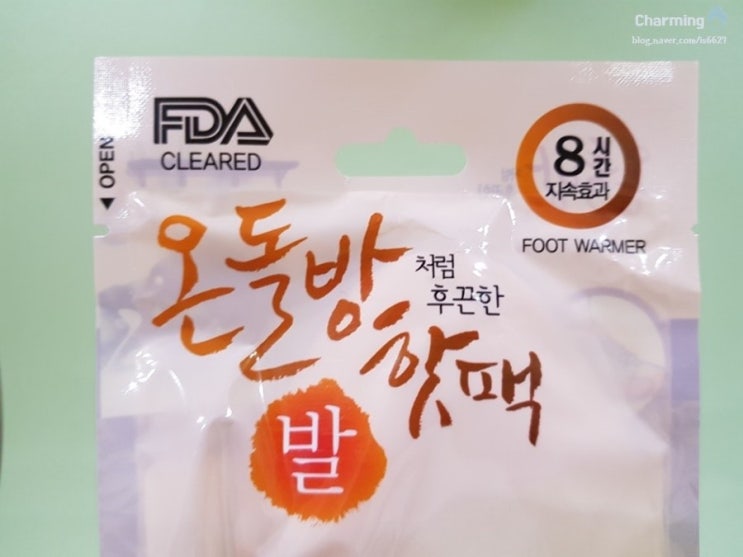 Charming
blog.naver.com/is6629
FDA
CLEARED
◀ OPEN
8시간
지속효과
FOOT WARMER
온돌방
처럼
후끈한
핫팩
발